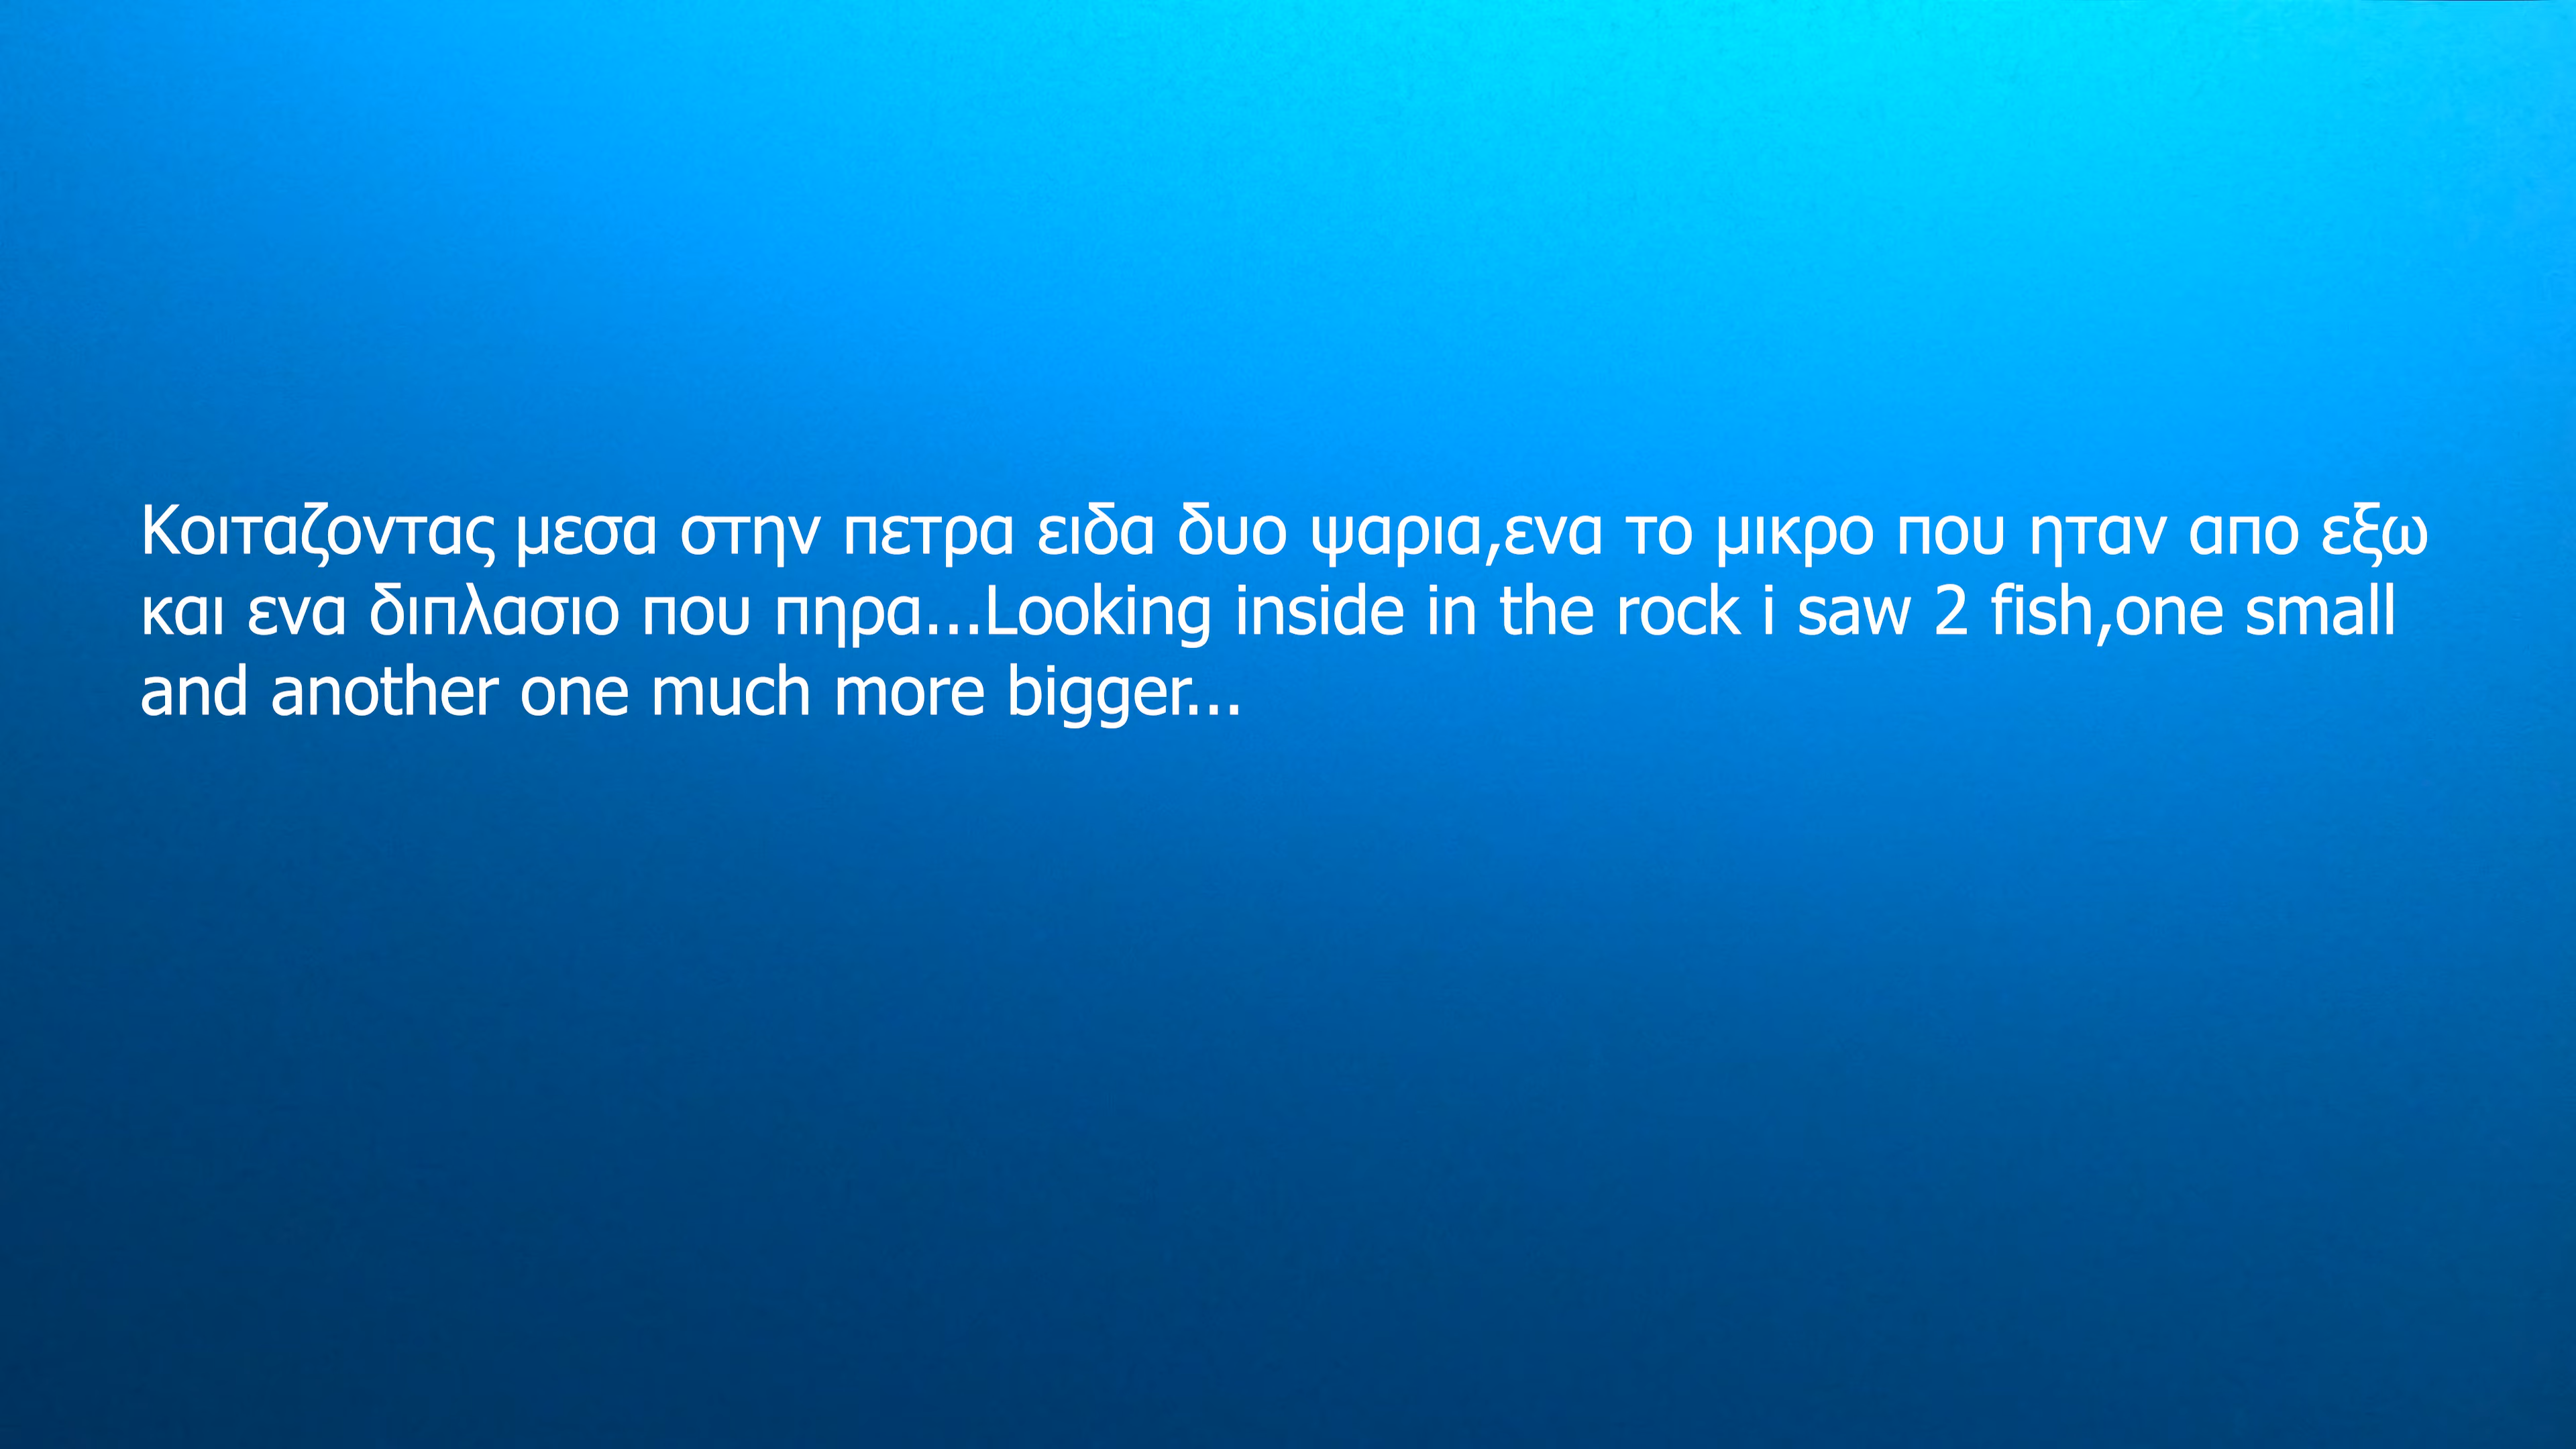 Κοιταζοντας μεσα στην πετρα ειδα δυο ψαρια,ενα το μικρο που ηταν απο εξω
και ενα διπλασιο που πηρα...Looking inside in the rock i saw 2 fish,one small
and another one much more bigger...